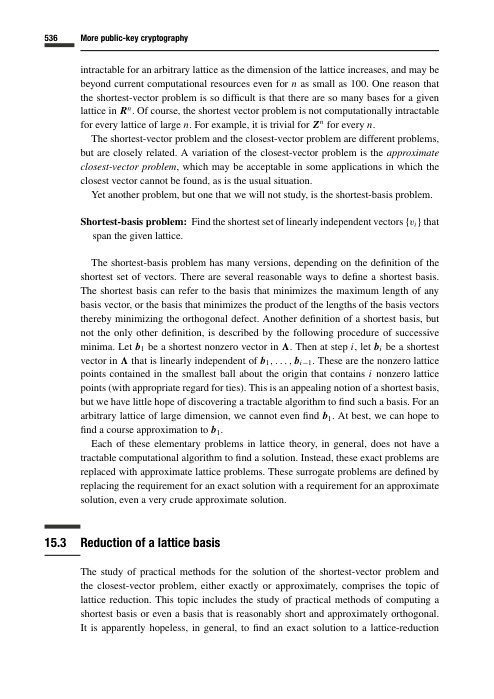 536 More public-key cryptography
intractable for an arbitrary lattice as the dimension of the lattice increases, and may be
beyond current computational resources even for n as small as 100. One reason that
the shortest-vector problem is so difficult is that there are so many bases for a given
lattice in Rⁿ. Of course, the shortest vector problem is not computationally intractable
for every lattice of large n. For example, it is trivial for Zⁿ for every n.
The shortest-vector problem and the closest-vector problem are different problems,
but are closely related. A variation of the closest-vector problem is the approximate
closest-vector problem, which may be acceptable in some applications in which the
closest vector cannot be found, as is the usual situation.
Yet another problem, but one that we will not study, is the shortest-basis problem.
Shortest-basis problem: Find the shortest set of linearly independent vectors {vᵢ} that
span the given lattice.
The shortest-basis problem has many versions, depending on the definition of the
shortest set of vectors. There are several reasonable ways to define a shortest basis.
The shortest basis can refer to the basis that minimizes the maximum length of any
basis vector, or the basis that minimizes the product of the lengths of the basis vectors
thereby minimizing the orthogonal defect. Another definition of a shortest basis, but
not the only other definition, is described by the following procedure of successive
minima. Let b₁ be a shortest nonzero vector in Λ. Then at step i, let bᵢ be a shortest
vector in Λ that is linearly independent of b₁, . . . , bᵢ₋₁. These are the nonzero lattice
points contained in the smallest ball about the origin that contains i nonzero lattice
points (with appropriate regard for ties). This is an appealing notion of a shortest basis,
but we have little hope of discovering a tractable algorithm to find such a basis. For an
arbitrary lattice of large dimension, we cannot even find b₁. At best, we can hope to
find a course approximation to b₁.
Each of these elementary problems in lattice theory, in general, does not have a
tractable computational algorithm to find a solution. Instead, these exact problems are
replaced with approximate lattice problems. These surrogate problems are defined by
replacing the requirement for an exact solution with a requirement for an approximate
solution, even a very crude approximate solution.
15.3 Reduction of a lattice basis
The study of practical methods for the solution of the shortest-vector problem and
the closest-vector problem, either exactly or approximately, comprises the topic of
lattice reduction. This topic includes the study of practical methods of computing a
shortest basis or even a basis that is reasonably short and approximately orthogonal.
It is apparently hopeless, in general, to find an exact solution to a lattice-reduction